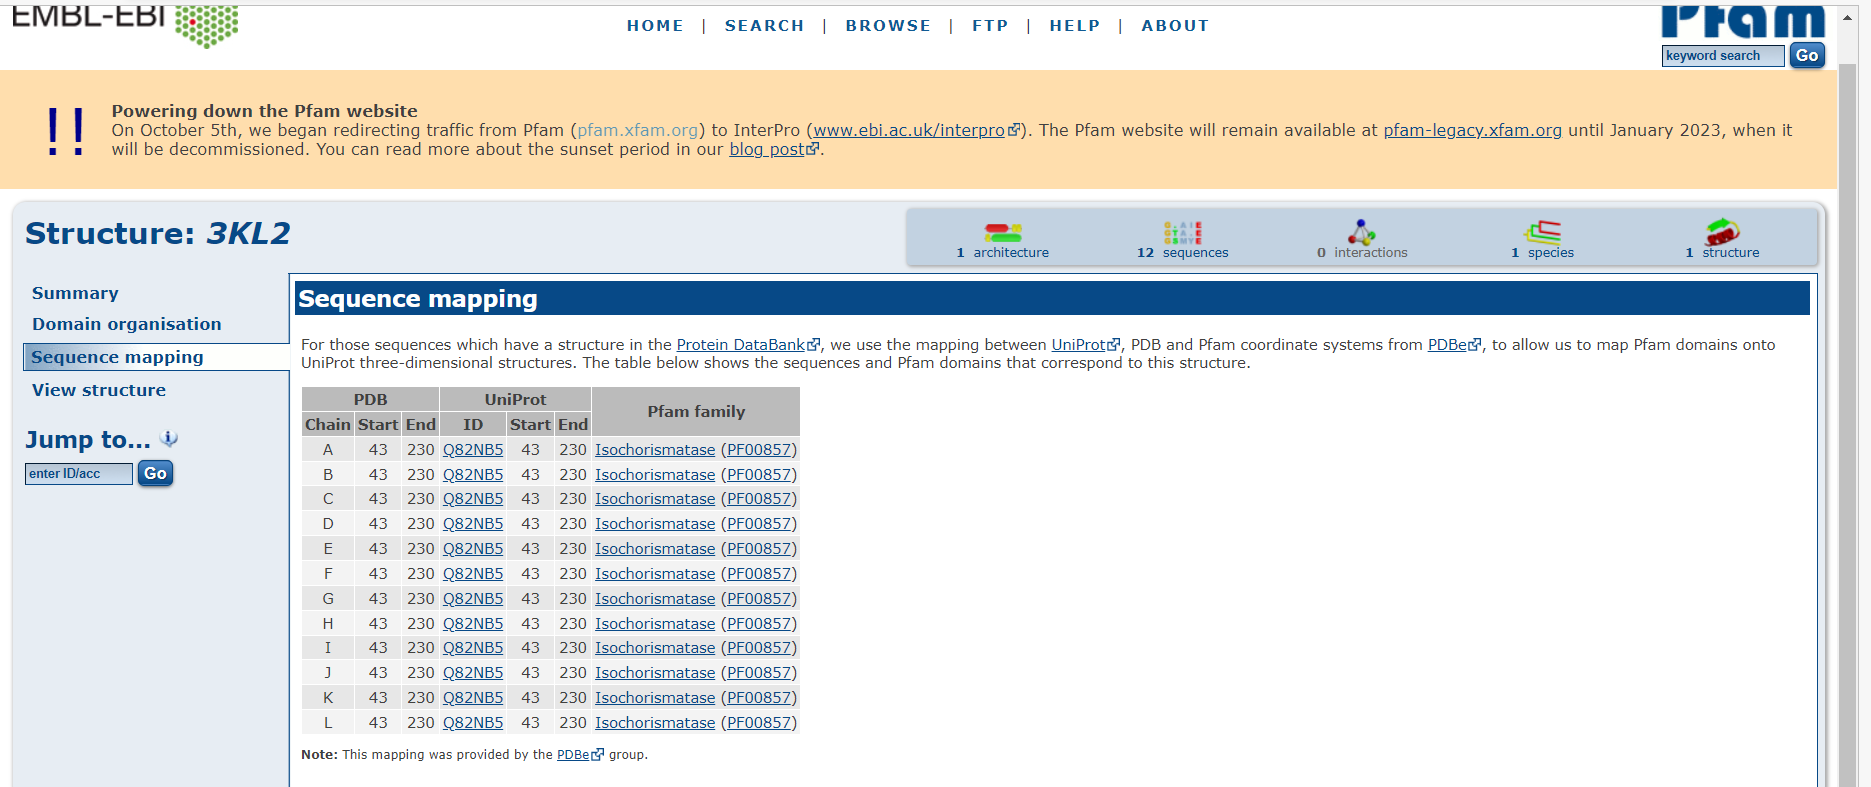 EMBL-EBI
HOME | SEARCH | BROWSE | FTP | HELP | ABOUT
Pfam
keyword search Go
!! Powering down the Pfam website
On October 5th, we began redirecting traffic from Pfam (pfam.xfam.org) to InterPro (www.ebi.ac.uk/interpro). The Pfam website will remain available at pfam-legacy.xfam.org until January 2023, when it
will be decommissioned. You can read more about the sunset period in our blog post.
Structure: 3KL2
1 architecture 12 sequences 0 interactions 1 species 1 structure
Summary
Domain organisation
Sequence mapping
View structure
Jump to... i
enter ID/acc Go
Sequence mapping
For those sequences which have a structure in the Protein DataBank, we use the mapping between UniProt, PDB and Pfam coordinate systems from PDBe, to allow us to map Pfam domains onto
UniProt three-dimensional structures. The table below shows the sequences and Pfam domains that correspond to this structure.
PDB UniProt Pfam family
Chain Start End ID Start End
A 43 230 Q82NB5 43 230 Isochorismatase (PF00857)
B 43 230 Q82NB5 43 230 Isochorismatase (PF00857)
C 43 230 Q82NB5 43 230 Isochorismatase (PF00857)
D 43 230 Q82NB5 43 230 Isochorismatase (PF00857)
E 43 230 Q82NB5 43 230 Isochorismatase (PF00857)
F 43 230 Q82NB5 43 230 Isochorismatase (PF00857)
G 43 230 Q82NB5 43 230 Isochorismatase (PF00857)
H 43 230 Q82NB5 43 230 Isochorismatase (PF00857)
I 43 230 Q82NB5 43 230 Isochorismatase (PF00857)
J 43 230 Q82NB5 43 230 Isochorismatase (PF00857)
K 43 230 Q82NB5 43 230 Isochorismatase (PF00857)
L 43 230 Q82NB5 43 230 Isochorismatase (PF00857)
Note: This mapping was provided by the PDBe group.